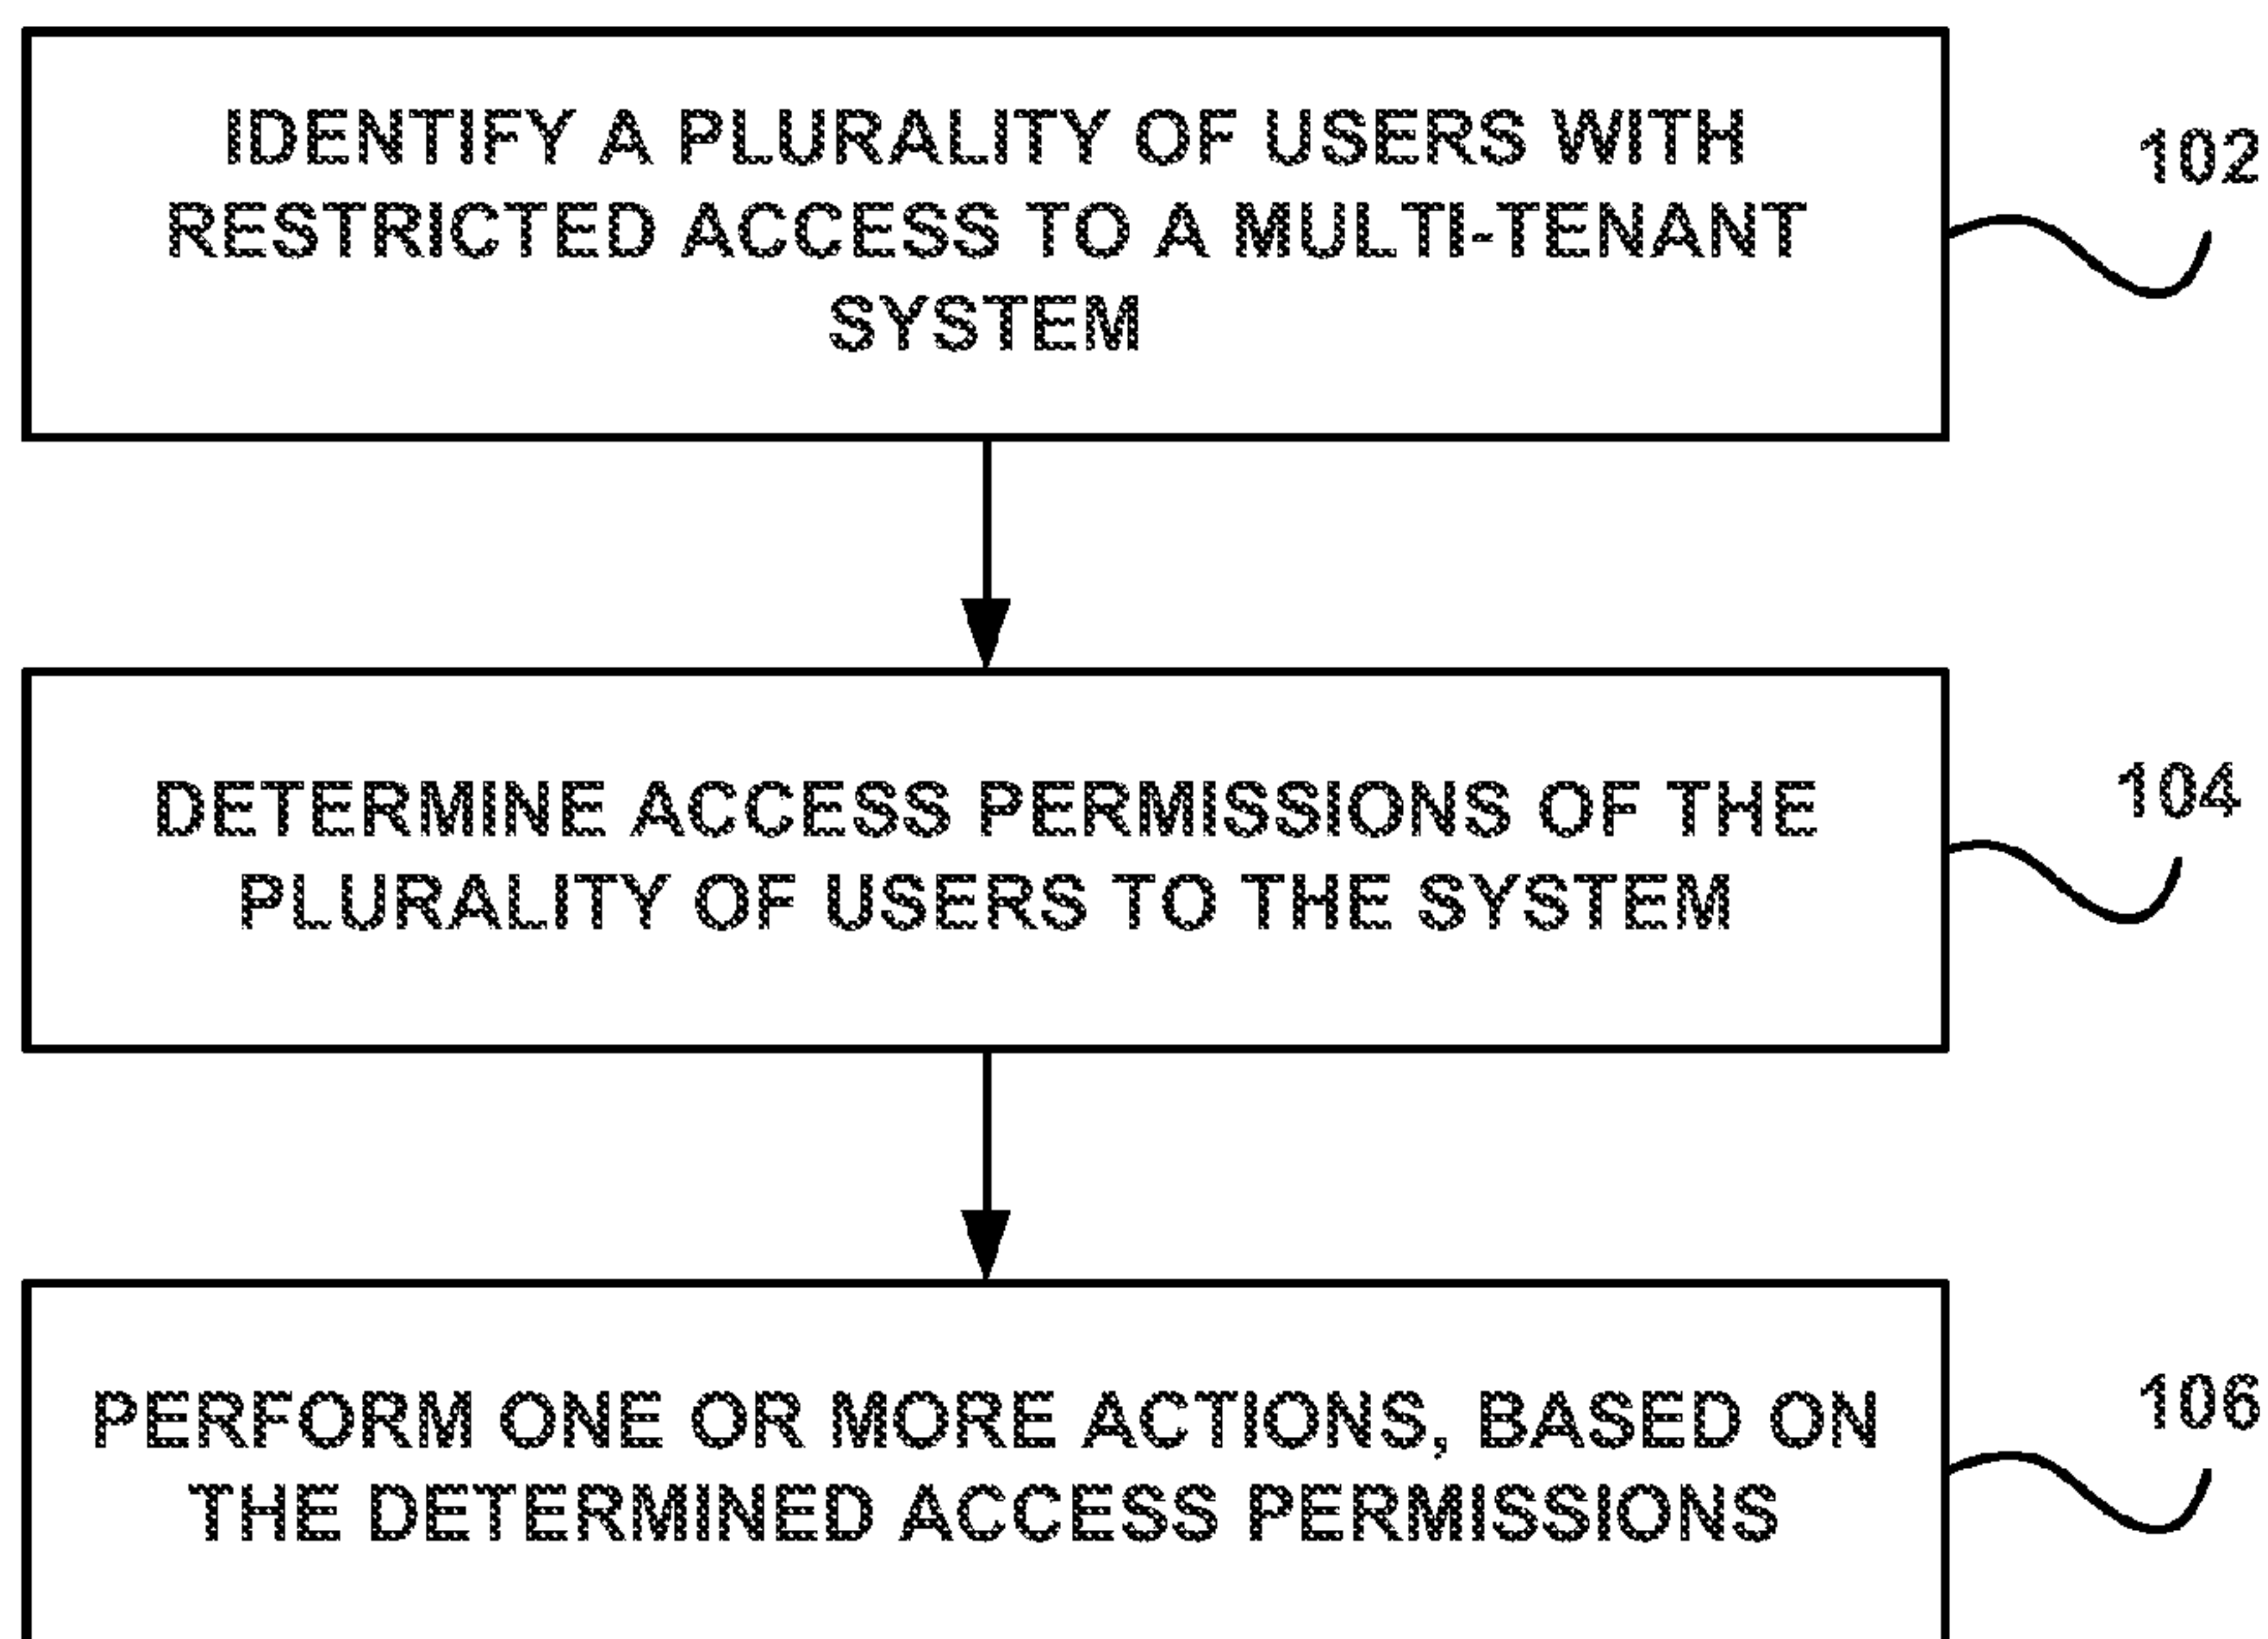 IDENTIFY A PLURALITY OF USERS WITH
RESTRICTED ACCESS TO A MULTI-TENANT
SYSTEM
102
DETERMINE ACCESS PERMISSIONS OF THE
PLURALITY OF USERS TO THE SYSTEM
104
PERFORM ONE OR MORE ACTIONS, BASED ON
THE DETERMINED ACCESS PERMISSIONS
106